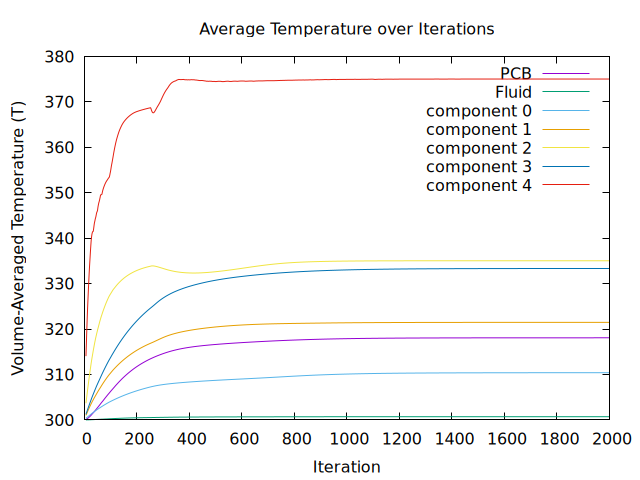 Average Temperature over Iterations
Volume-Averaged Temperature (T)
380
370
360
350
340
330
320
310
300
PCB
Fluid
component 0
component 1
component 2
component 3
component 4
0 200 400 600 800 1000 1200 1400 1600 1800 2000
Iteration